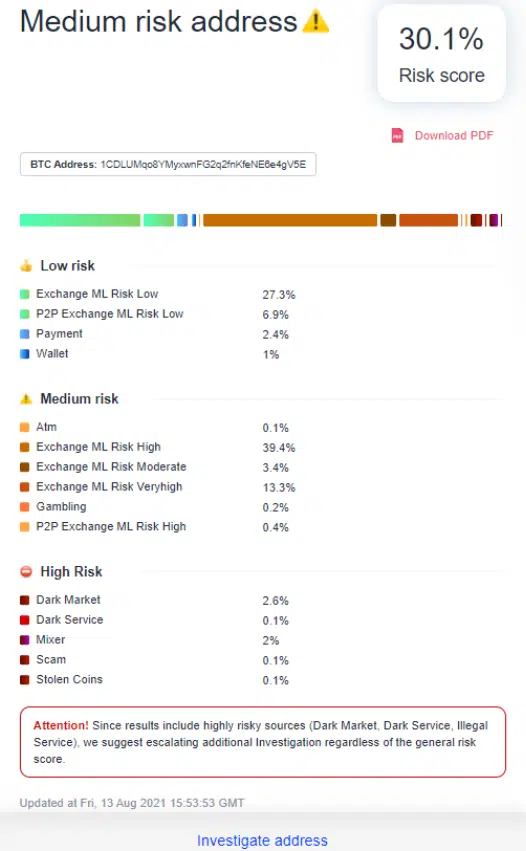 Medium risk address
30.1%
Risk score
PDF
Download PDF
BTC Address: 1CDLUMqo8YMyxwnFG2q2fnKfeNE6e4gV5E
Low risk
Exchange ML Risk Low 27.3%
P2P Exchange ML Risk Low 6.9%
Payment 2.4%
Wallet 1%
Medium risk
Atm 0.1%
Exchange ML Risk High 39.4%
Exchange ML Risk Moderate 3.4%
Exchange ML Risk Veryhigh 13.3%
Gambling 0.2%
P2P Exchange ML Risk High 0.4%
High Risk
Dark Market 2.6%
Dark Service 0.1%
Mixer 2%
Scam 0.1%
Stolen Coins 0.1%
Attention! Since results include highly risky sources (Dark Market, Dark Service, Illegal
Service), we suggest escalating additional Investigation regardless of the general risk
score.
Updated at Fri, 13 Aug 2021 15:53:53 GMT
Investigate address